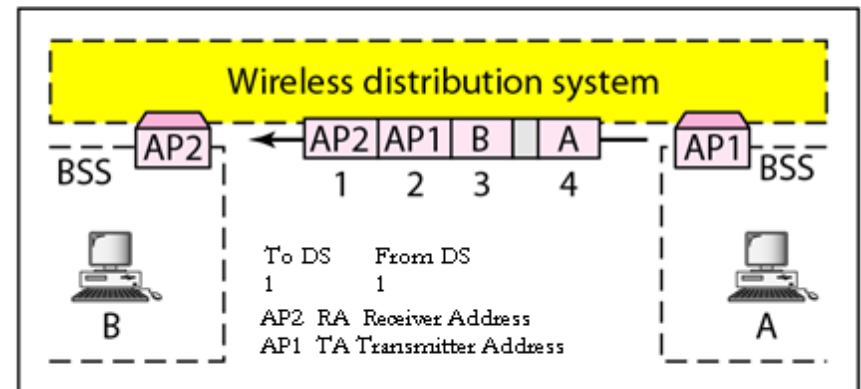 Wireless distribution system
AP2 AP2 AP1 B A AP1
BSS 1 2 3 4 BSS
To DS From DS
1 1
B AP2 RA Receiver Address A
AP1 TA Transmitter Address